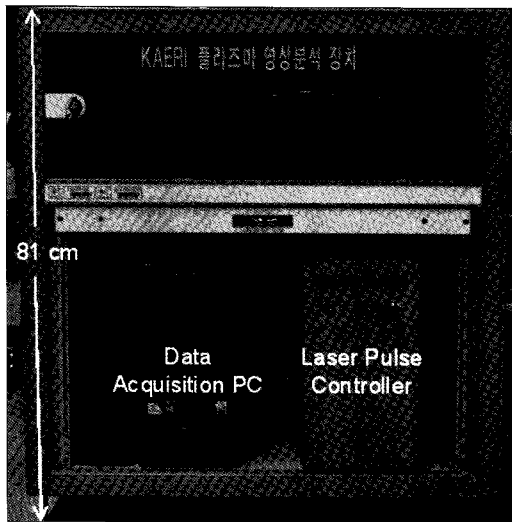 KAERI 플라즈마 영상분석 장치
81 cm
Data
Acquisition PC
Laser Pulse
Controller